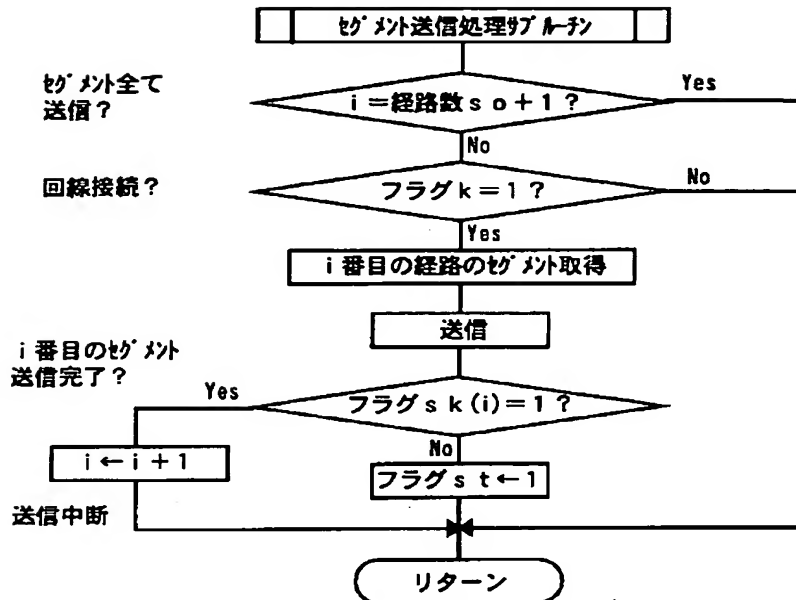 セグメント送信処理サブルーチン
セグメント全て
送信？
i＝経路数so＋1？
Yes
No
回線接続？
フラグk＝1？
No
Yes
i番目の経路のセグメント取得
送信
i番目のセグメント
送信完了？
Yes
フラグsk(i)＝1？
No
i←i＋1
フラグst←1
送信中断
リターン